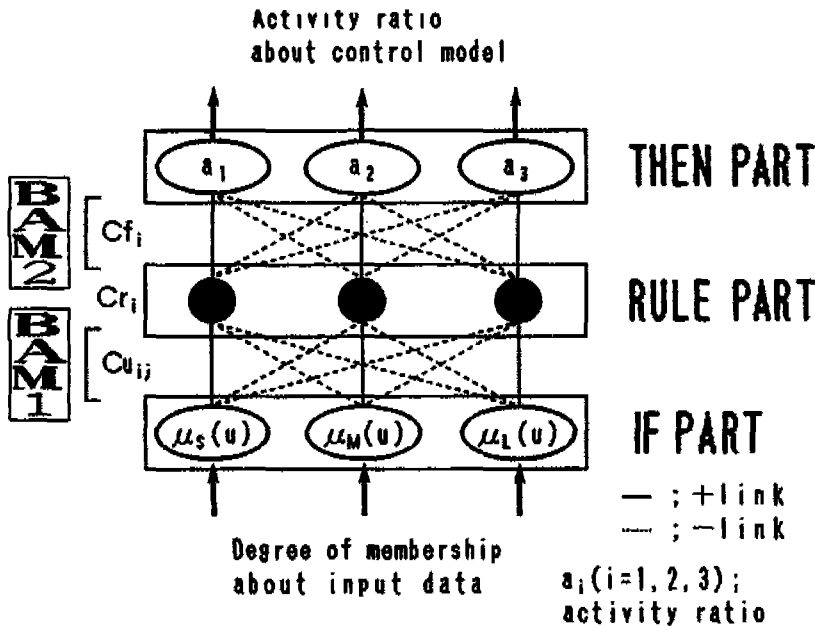 Activity ratio
about control model
a1 a2 a3
THEN PART
BAM2
Cfi
Cri
RULE PART
BAM1
Cuij
μS(u) μM(u) μL(u)
IF PART
— ; +link
--- ; −link
Degree of membership
about input data
ai(i=1,2,3);
activity ratio